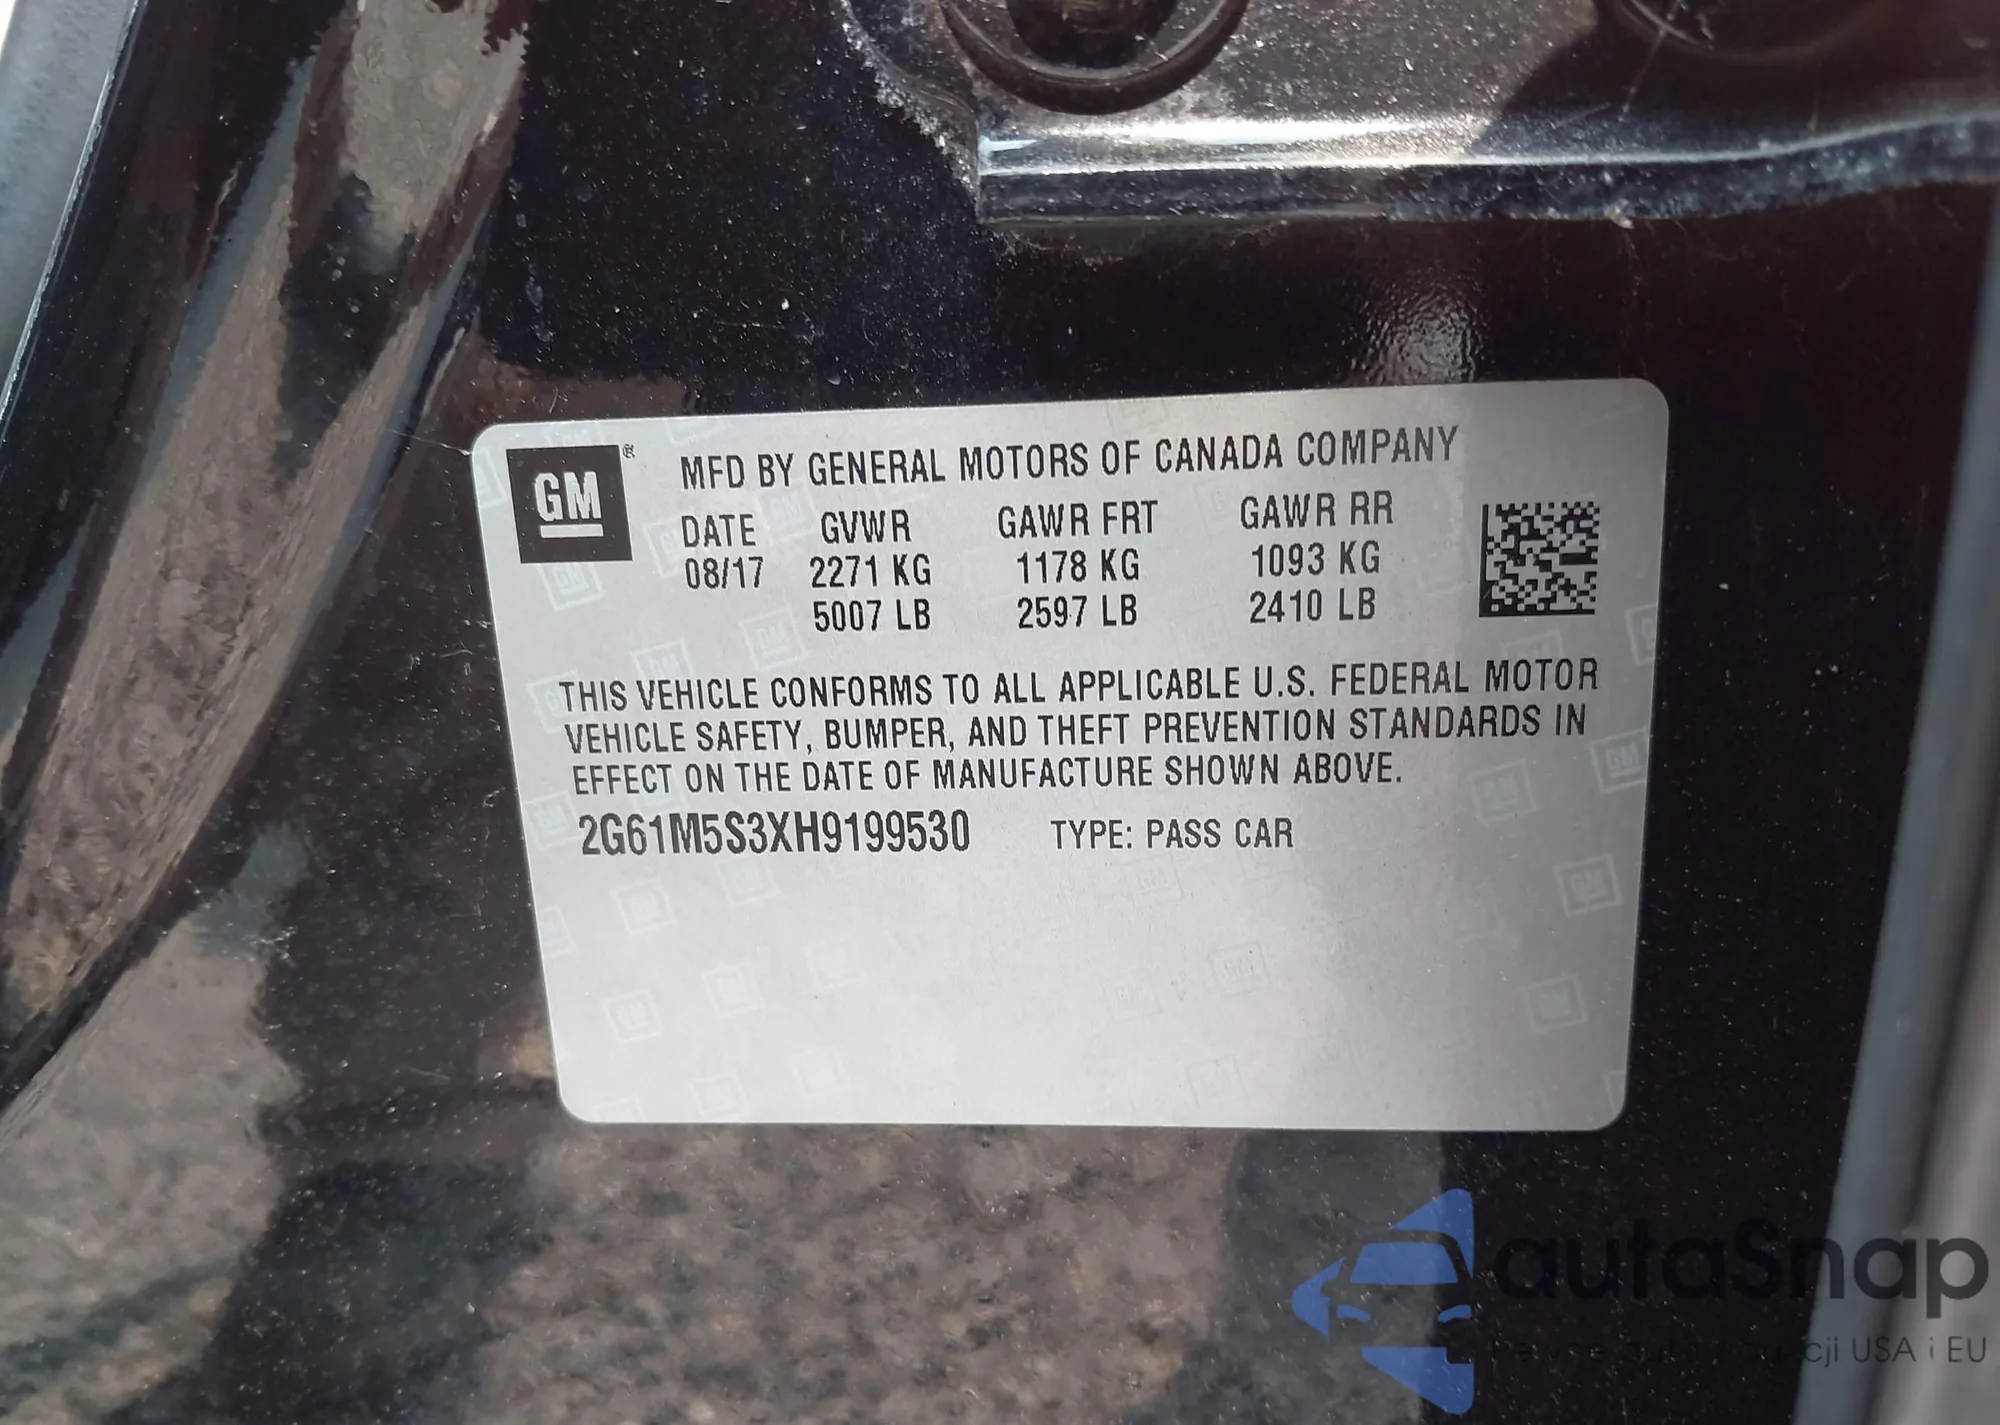 GM ® MFD BY GENERAL MOTORS OF CANADA COMPANY
DATE GVWR GAWR FRT GAWR RR
08/17 2271 KG 1178 KG 1093 KG
5007 LB 2597 LB 2410 LB
THIS VEHICLE CONFORMS TO ALL APPLICABLE U.S. FEDERAL MOTOR
VEHICLE SAFETY, BUMPER, AND THEFT PREVENTION STANDARDS IN
EFFECT ON THE DATE OF MANUFACTURE SHOWN ABOVE.
2G61M5S3XH9199530 TYPE: PASS CAR
autaSnap
USA i EU